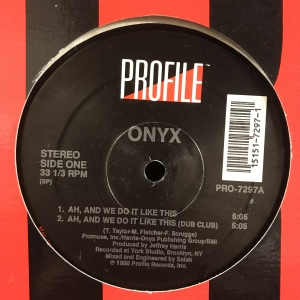 PROFILE™
ONYX
STEREO
SIDE ONE
33 1/3 RPM
(SP)
15151-7297-1
PRO-7297A
1. AH, AND WE DO IT LIKE THIS 5:05
2. AH, AND WE DO IT LIKE THIS (DUB CLUB) 5:05
(T. Taylor-M. Fletcher-F. Scruggs)
Promuse, Inc./Harris-Onyx Publishing Group/BMI
Produced by Jeffrey Harris
Recorded at York Studio, Brooklyn, NY
Mixed and Engineered by Selah
℗ 1990 Profile Records, Inc.